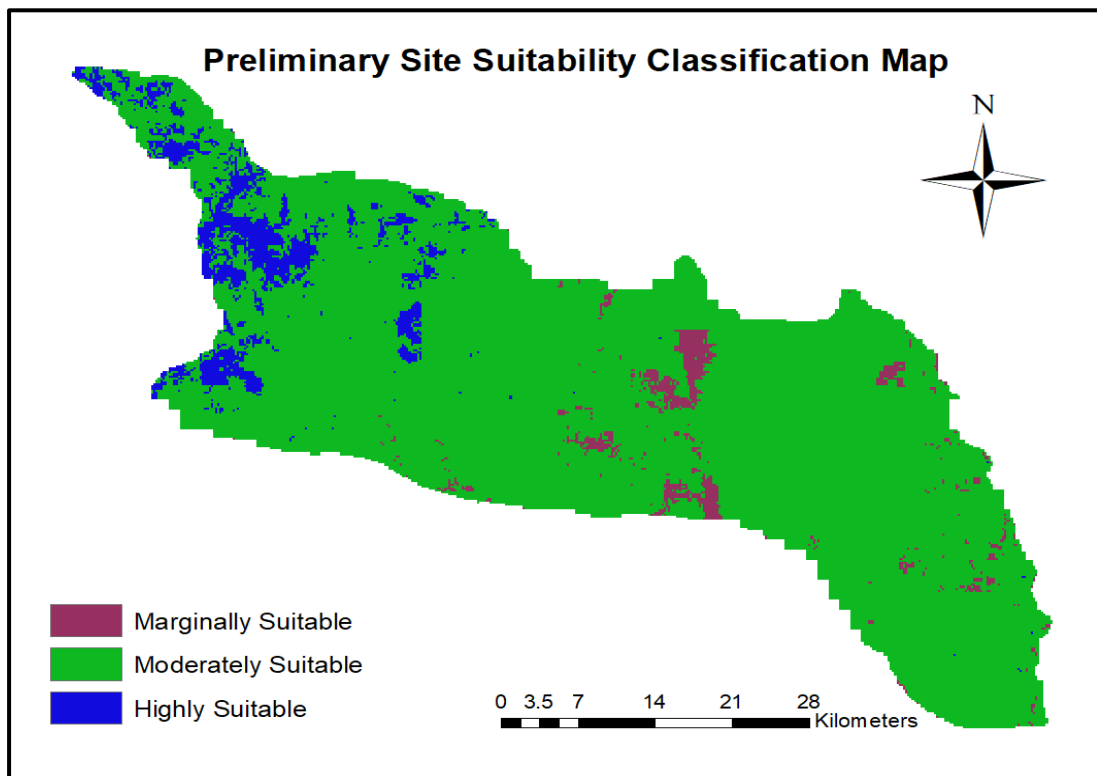 Preliminary Site Suitability Classification Map
N
Marginally Suitable
Moderately Suitable
Highly Suitable
0 3.5 7 14 21 28
Kilometers